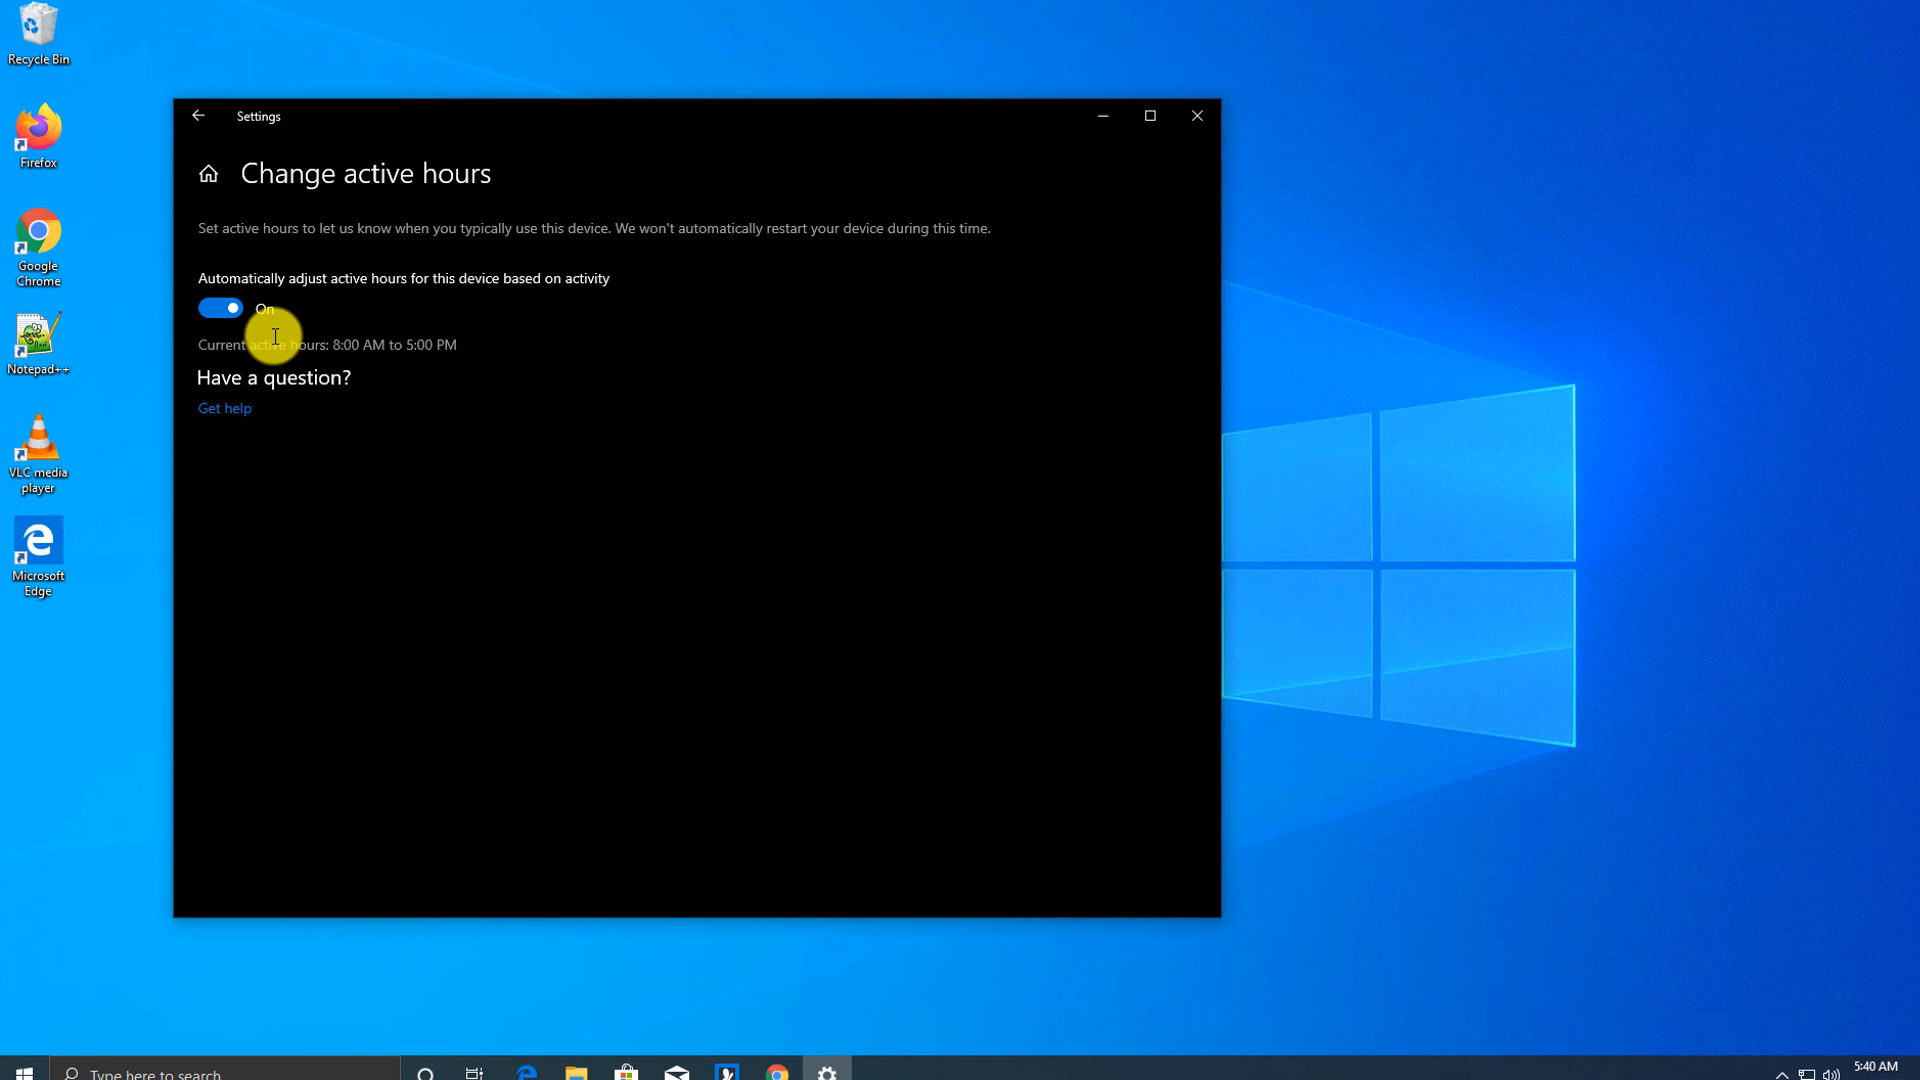 Recycle Bin
Firefox
Google
Chrome
Notepad++
VLC media
player
Microsoft
Edge
Settings
Change active hours
Set active hours to let us know when you typically use this device. We won't automatically restart your device during this time.
Automatically adjust active hours for this device based on activity
On
Current active hours: 8:00 AM to 5:00 PM
Have a question?
Get help
Type here to search
5:40 AM